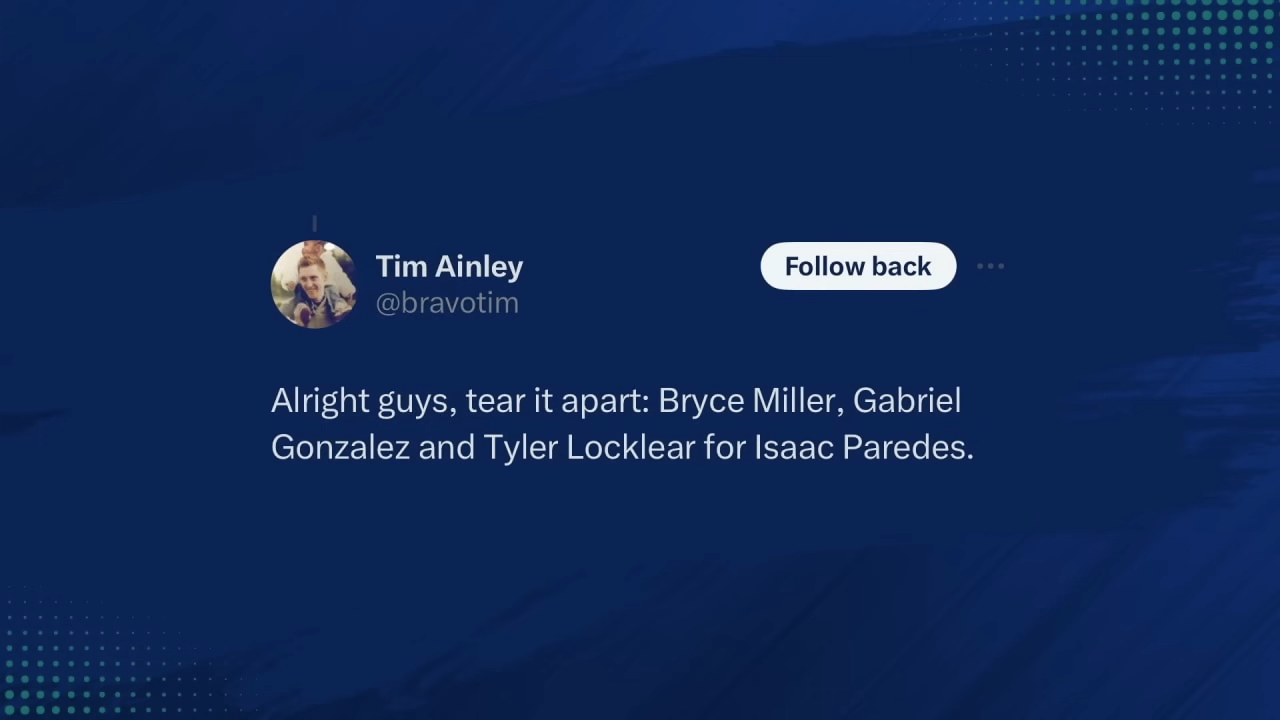 Tim Ainley
Follow back
@bravotim
Alright guys, tear it apart: Bryce Miller, Gabriel
Gonzalez and Tyler Locklear for Isaac Paredes.